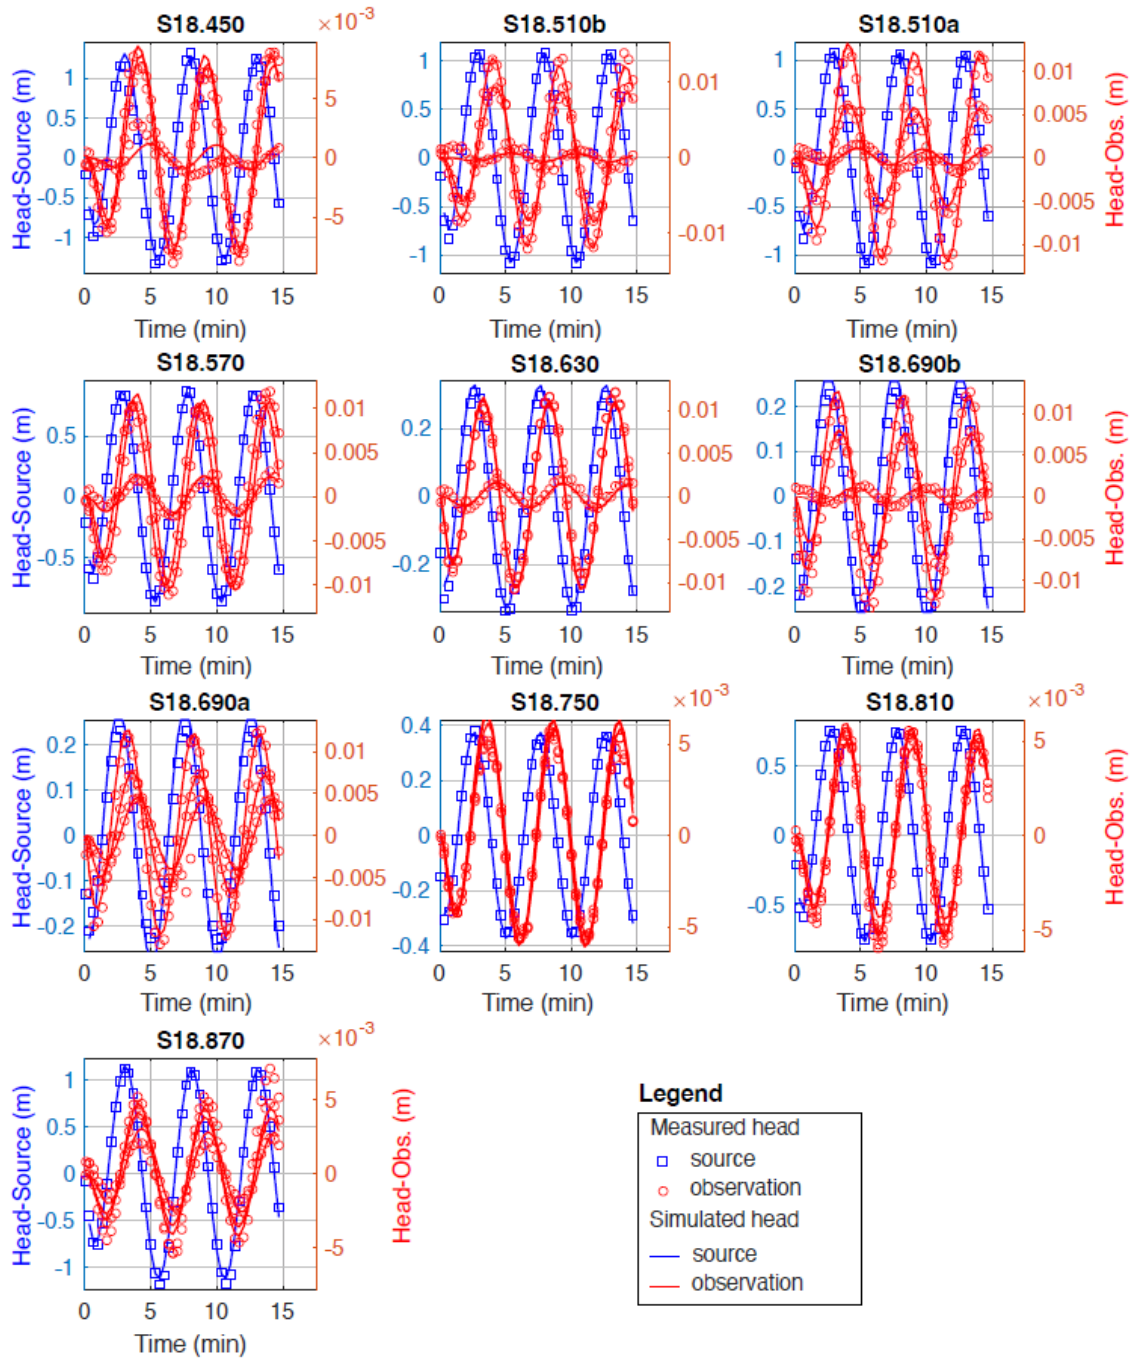 S18.450
×10⁻³
S18.510b
S18.510a
Head-Source (m)
1
0.5
0
-0.5
-1
5
0
-5
1
0.5
0
-0.5
-1
0.01
0
-0.01
1
0.5
0
-0.5
-1
0.01
0.005
0
-0.005
-0.01
Head-Obs. (m)
0 5 10 15
0 5 10 15
0 5 10 15
Time (min)
Time (min)
Time (min)
S18.570
S18.630
S18.690b
Head-Source (m)
0.5
0
-0.5
0.01
0.005
0
-0.005
-0.01
0.2
0
-0.2
0.01
0.005
0
-0.005
-0.01
0.2
0.1
0
-0.1
-0.2
0.01
0.005
0
-0.005
-0.01
Head-Obs. (m)
0 5 10 15
0 5 10 15
0 5 10 15
Time (min)
Time (min)
Time (min)
S18.690a
S18.750
×10⁻³
S18.810
×10⁻³
Head-Source (m)
0.2
0.1
0
-0.1
-0.2
0.01
0.005
0
-0.005
-0.01
0.4
0.2
0
-0.2
-0.4
5
0
-5
0.5
0
-0.5
5
0
-5
Head-Obs. (m)
0 5 10 15
0 5 10 15
0 5 10 15
Time (min)
Time (min)
Time (min)
S18.870
×10⁻³
Head-Source (m)
1
0.5
0
-0.5
-1
5
0
-5
Head-Obs. (m)
0 5 10 15
Time (min)
Legend
Measured head
source
observation
Simulated head
source
observation